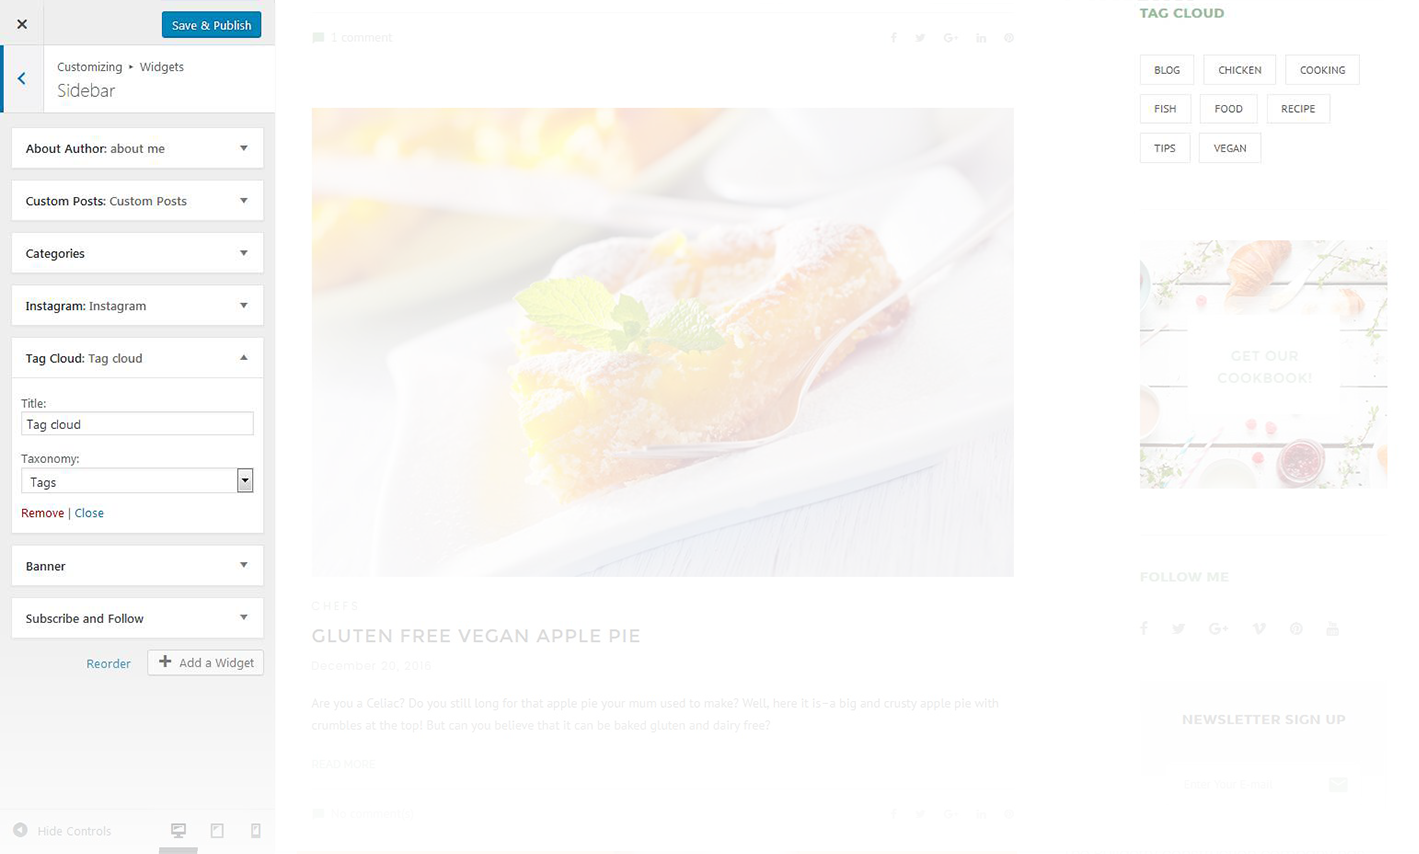 Save & Publish
Customizing ▸ Widgets
Sidebar
About Author: about me
Custom Posts: Custom Posts
Categories
Instagram: Instagram
Tag Cloud: Tag cloud
Title:
Tag cloud
Taxonomy:
Tags
Remove | Close
Banner
Subscribe and Follow
Reorder
Add a Widget
Hide Controls
1 comment
CHEFS
GLUTEN FREE VEGAN APPLE PIE
December 20, 2016
Are you a Celiac? Do you still long for that apple pie your mum used to make? Well, here it is–a big and crusty apple pie with
crumbles at the top! But can you believe that it can be baked gluten and dairy free?
READ MORE
No comment(s)
TAG CLOUD
BLOG CHICKEN COOKING
FISH FOOD RECIPE
TIPS VEGAN
GET OUR
COOKBOOK!
FOLLOW ME
NEWSLETTER SIGN UP
Enter Your E-mail